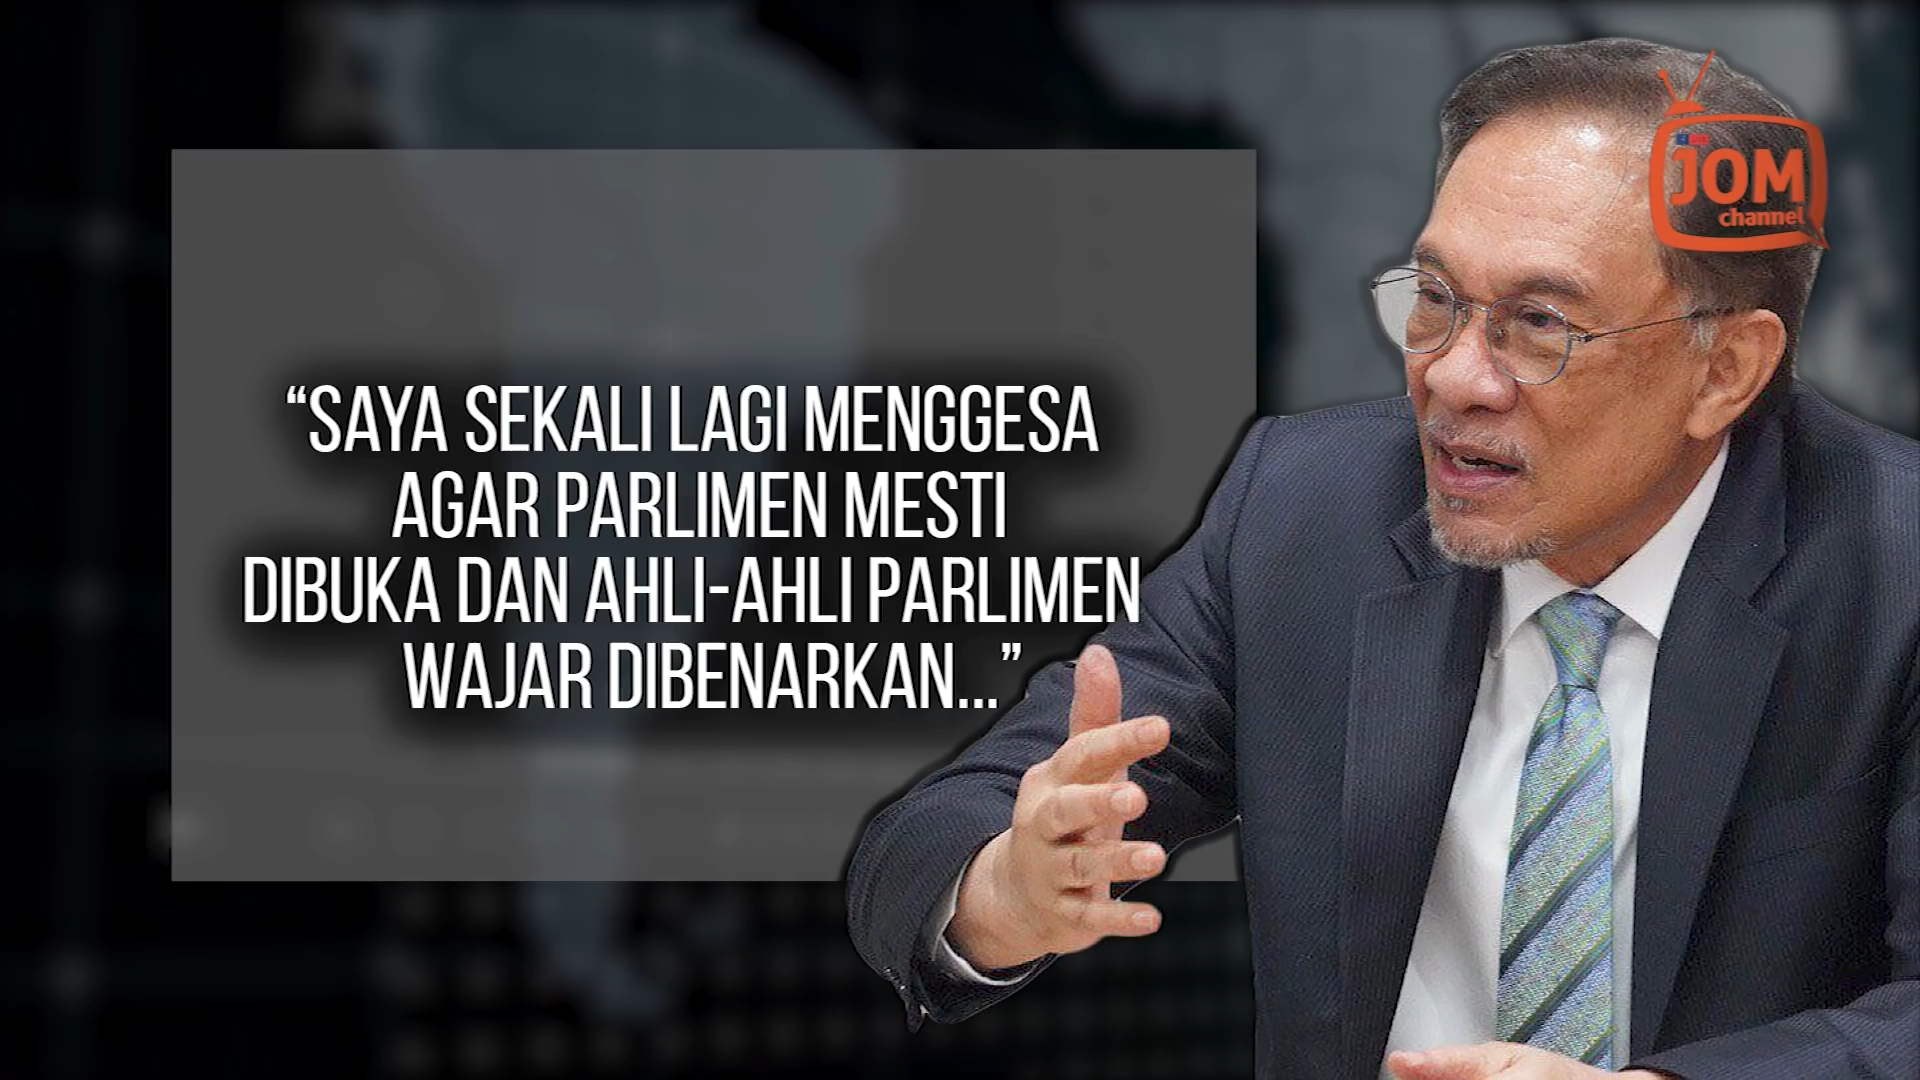 JOM
channel
“SAYA SEKALI LAGI MENGGESA
AGAR PARLIMEN MESTI
DIBUKA DAN AHLI-AHLI PARLIMEN
WAJAR DIBENARKAN...”